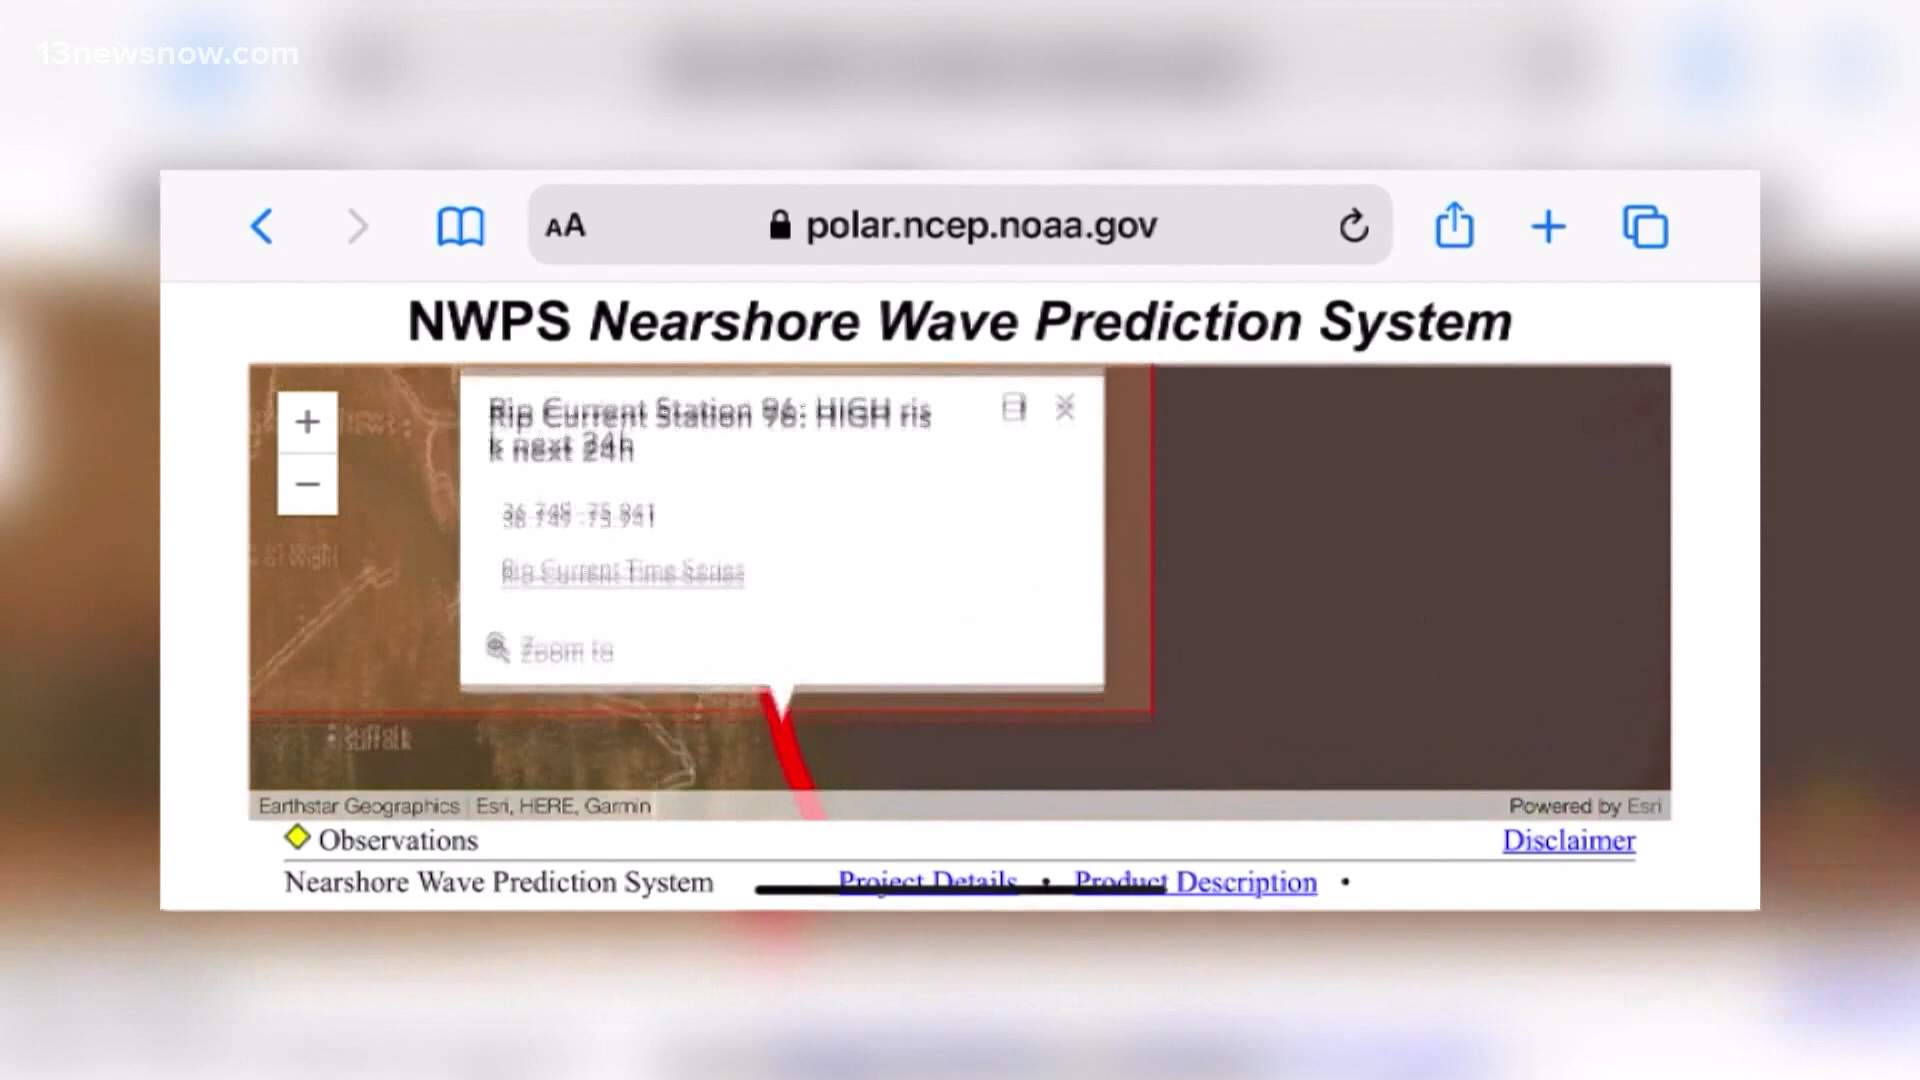 13newsnow.com
AA polar.ncep.noaa.gov
NWPS Nearshore Wave Prediction System
+
Rip Current Station 96: HIGH ris
k next 24h
−
36.749 -75.941
Rip Current Time Series
Zoom to
Suffolk
Earthstar Geographics | Esri, HERE, Garmin
Powered by Esri
Observations
Disclaimer
Nearshore Wave Prediction System Project Details • Product Description •